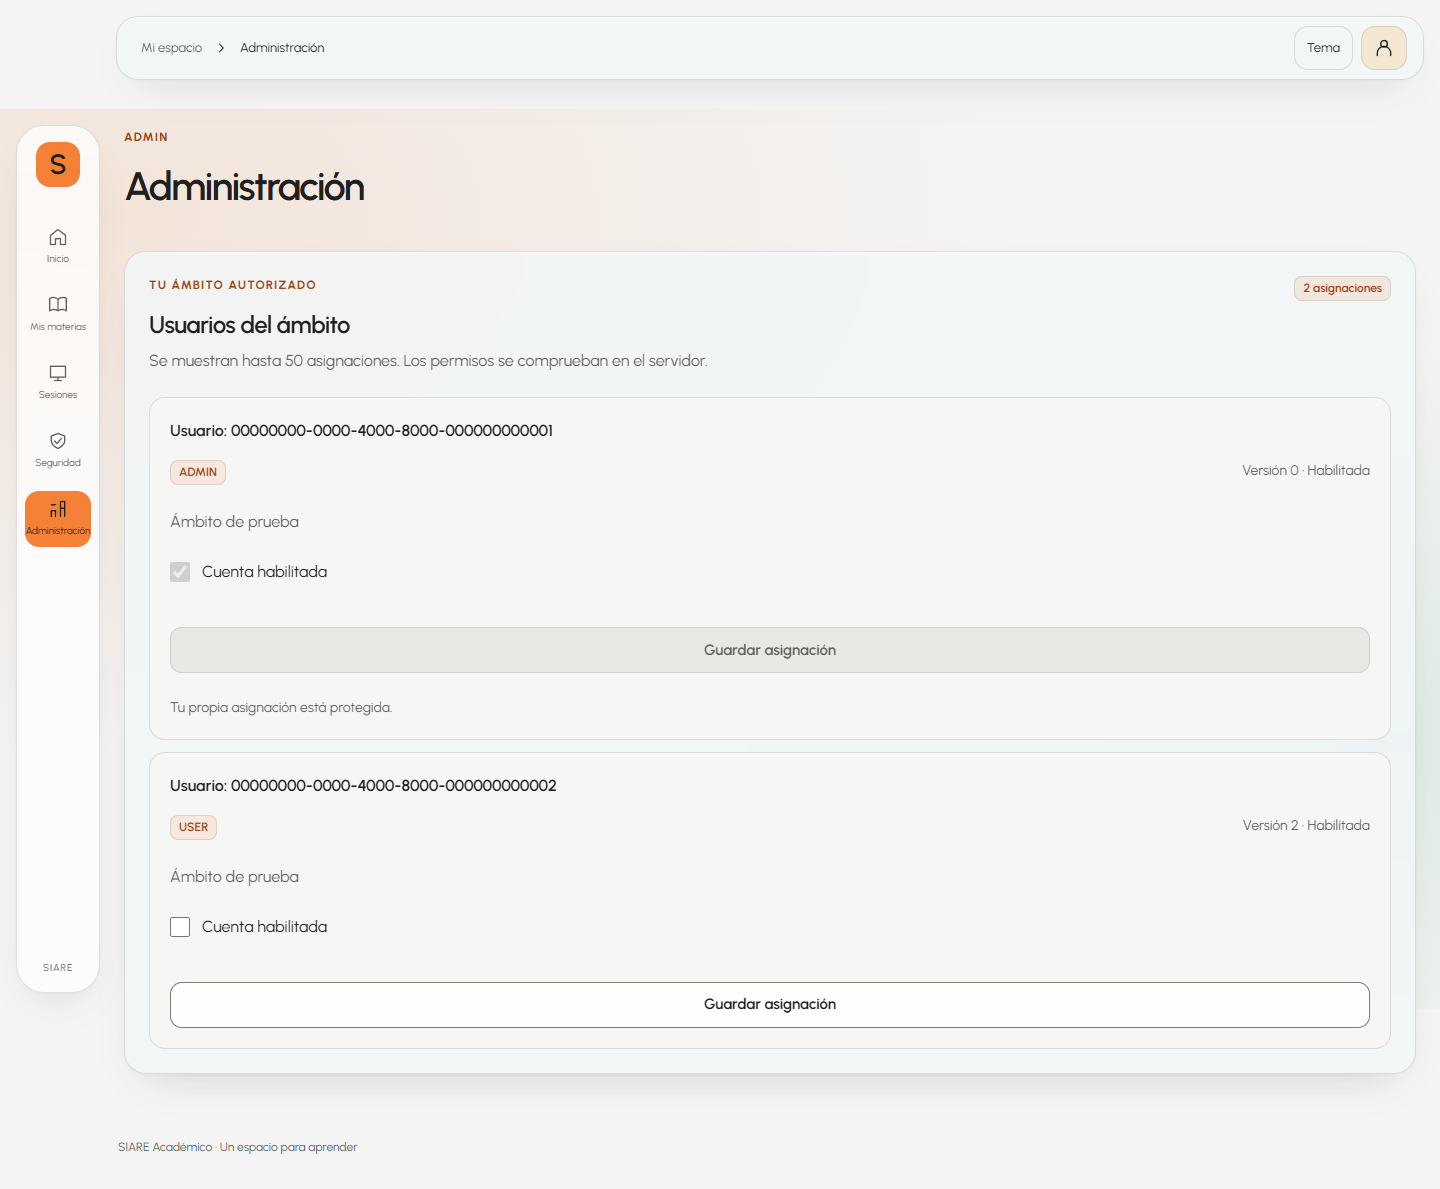 Mi espacio > Administración
Tema
S
Inicio
Mis materias
Sesiones
Seguridad
Administración
SIARE
ADMIN
Administración
TU ÁMBITO AUTORIZADO
2 asignaciones
Usuarios del ámbito
Se muestran hasta 50 asignaciones. Los permisos se comprueban en el servidor.
Usuario: 00000000-0000-4000-8000-000000000001
ADMIN
Versión 0 · Habilitada
Ámbito de prueba
Cuenta habilitada
Guardar asignación
Tu propia asignación está protegida.
Usuario: 00000000-0000-4000-8000-000000000002
USER
Versión 2 · Habilitada
Ámbito de prueba
Cuenta habilitada
Guardar asignación
SIARE Académico · Un espacio para aprender